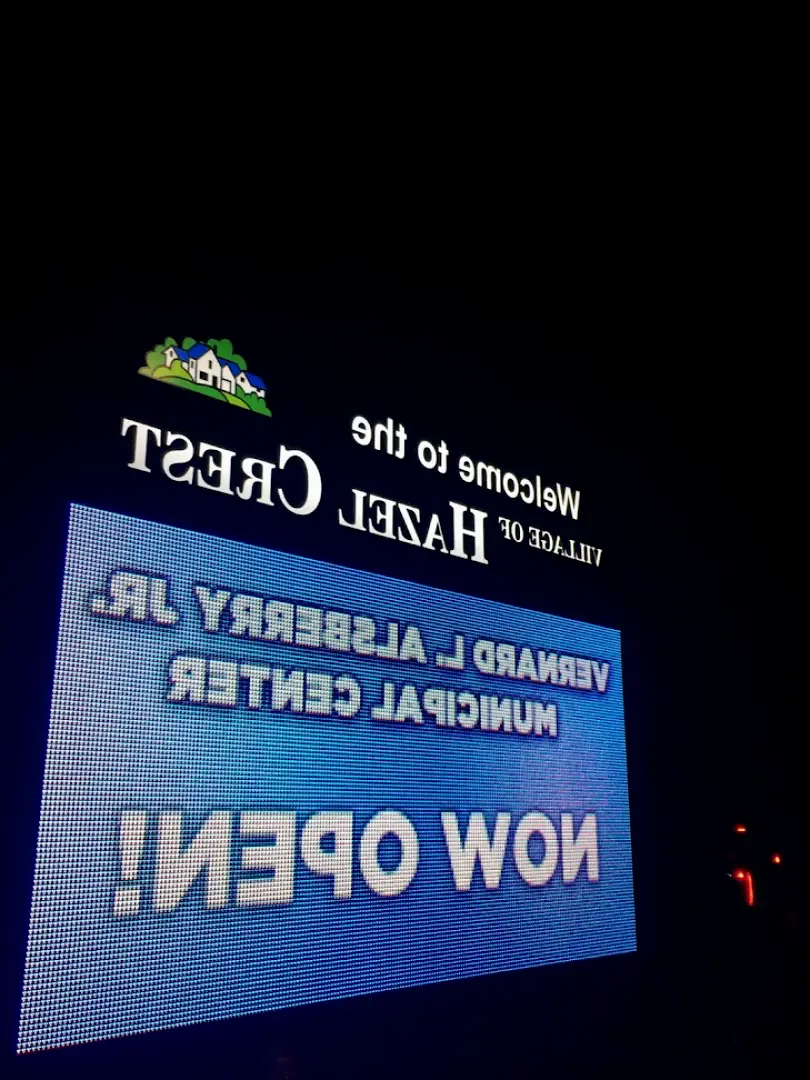 Welcome to the
VILLAGE OF HAZEL CREST
VERNARD L. ALSBERRY JR.
MUNICIPAL CENTER
NOW OPEN!